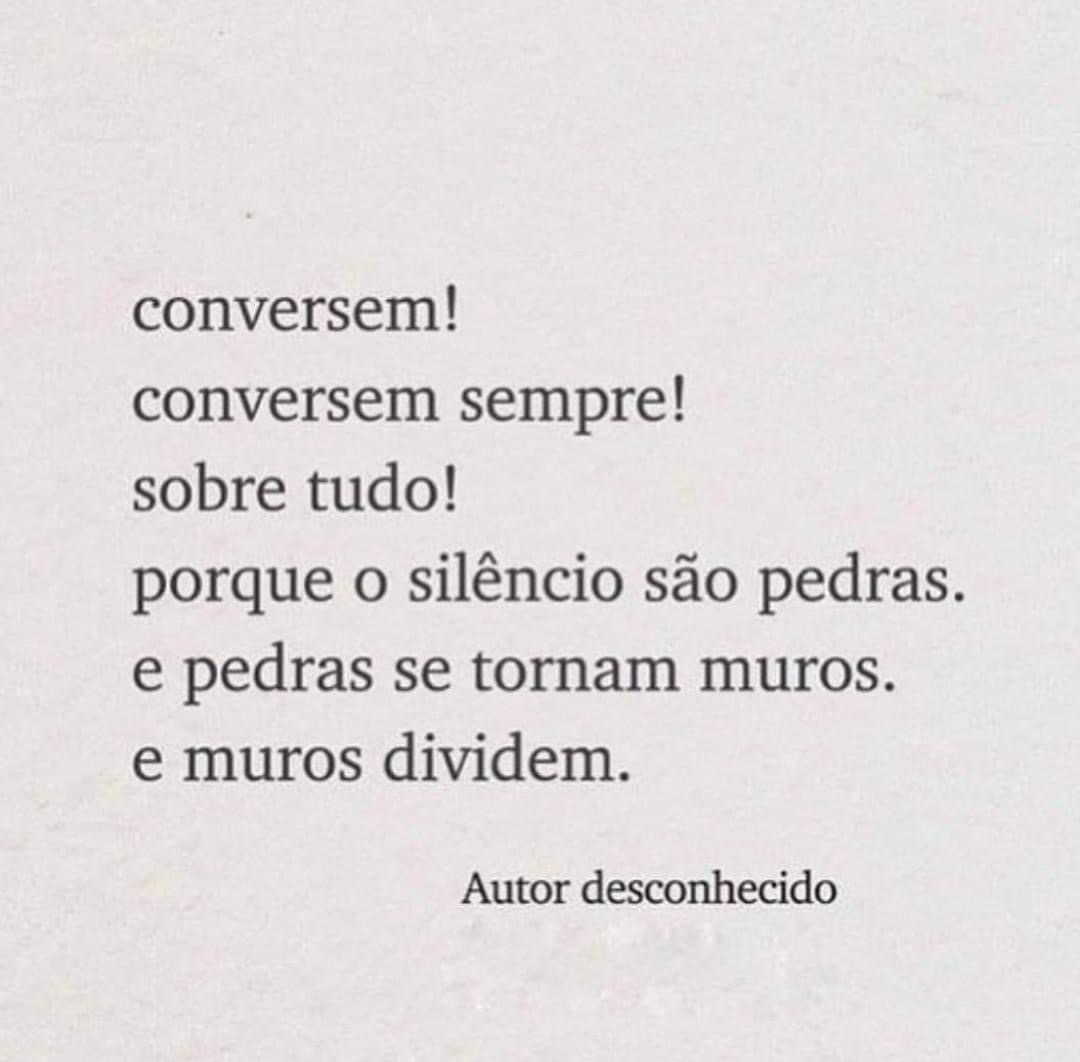 conversem!
conversem sempre!
sobre tudo!
porque o silêncio são pedras.
e pedras se tornam muros.
e muros dividem.
Autor desconhecido